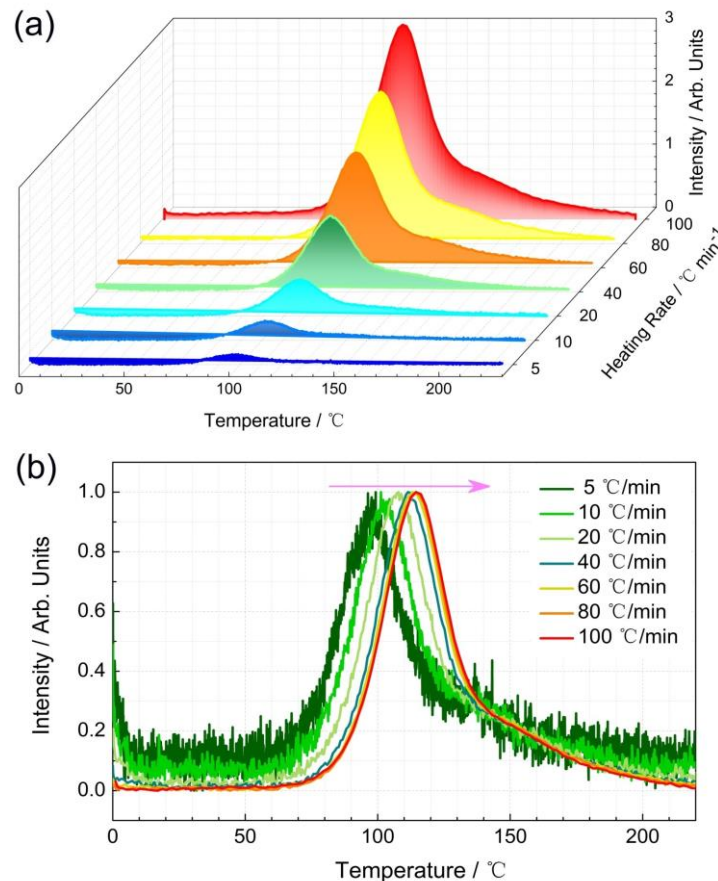 (a)
3
2
1
0
Intensity / Arb. Units
100
80
60
40
20
10
5
Heating Rate / ℃ min⁻¹
0 50 100 150 200
Temperature / ℃
(b)
1.0
0.8
0.6
0.4
0.2
0.0
Intensity / Arb. Units
5 ℃/min
10 ℃/min
20 ℃/min
40 ℃/min
60 ℃/min
80 ℃/min
100 ℃/min
0 50 100 150 200
Temperature / ℃